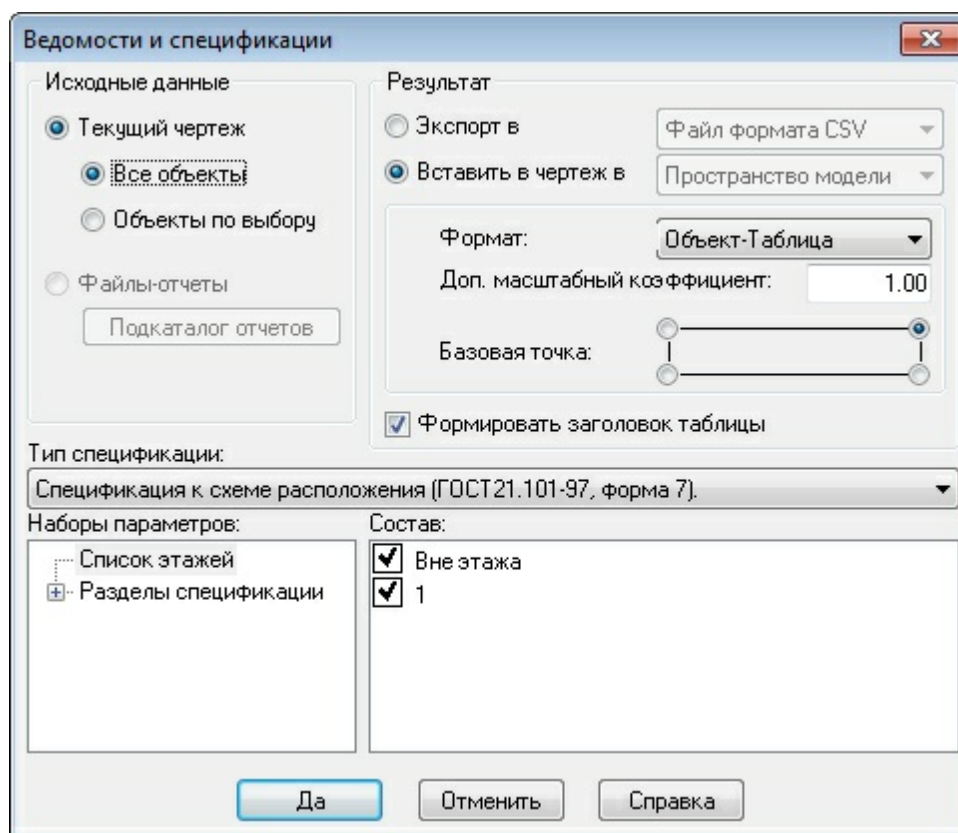 Ведомости и спецификации
Исходные данные
Текущий чертеж
Все объекты
Объекты по выбору
Файлы-отчеты
Подкаталог отчетов
Результат
Экспорт в
Файл формата CSV
Вставить в чертеж в
Пространство модели
Формат:
Объект-Таблица
Доп. масштабный коэффициент:
1.00
Базовая точка:
Формировать заголовок таблицы
Тип спецификации:
Спецификация к схеме расположения (ГОСТ21.101-97, форма 7).
Наборы параметров:
Список этажей
Разделы спецификации
Состав:
Вне этажа
1
Да
Отменить
Справка